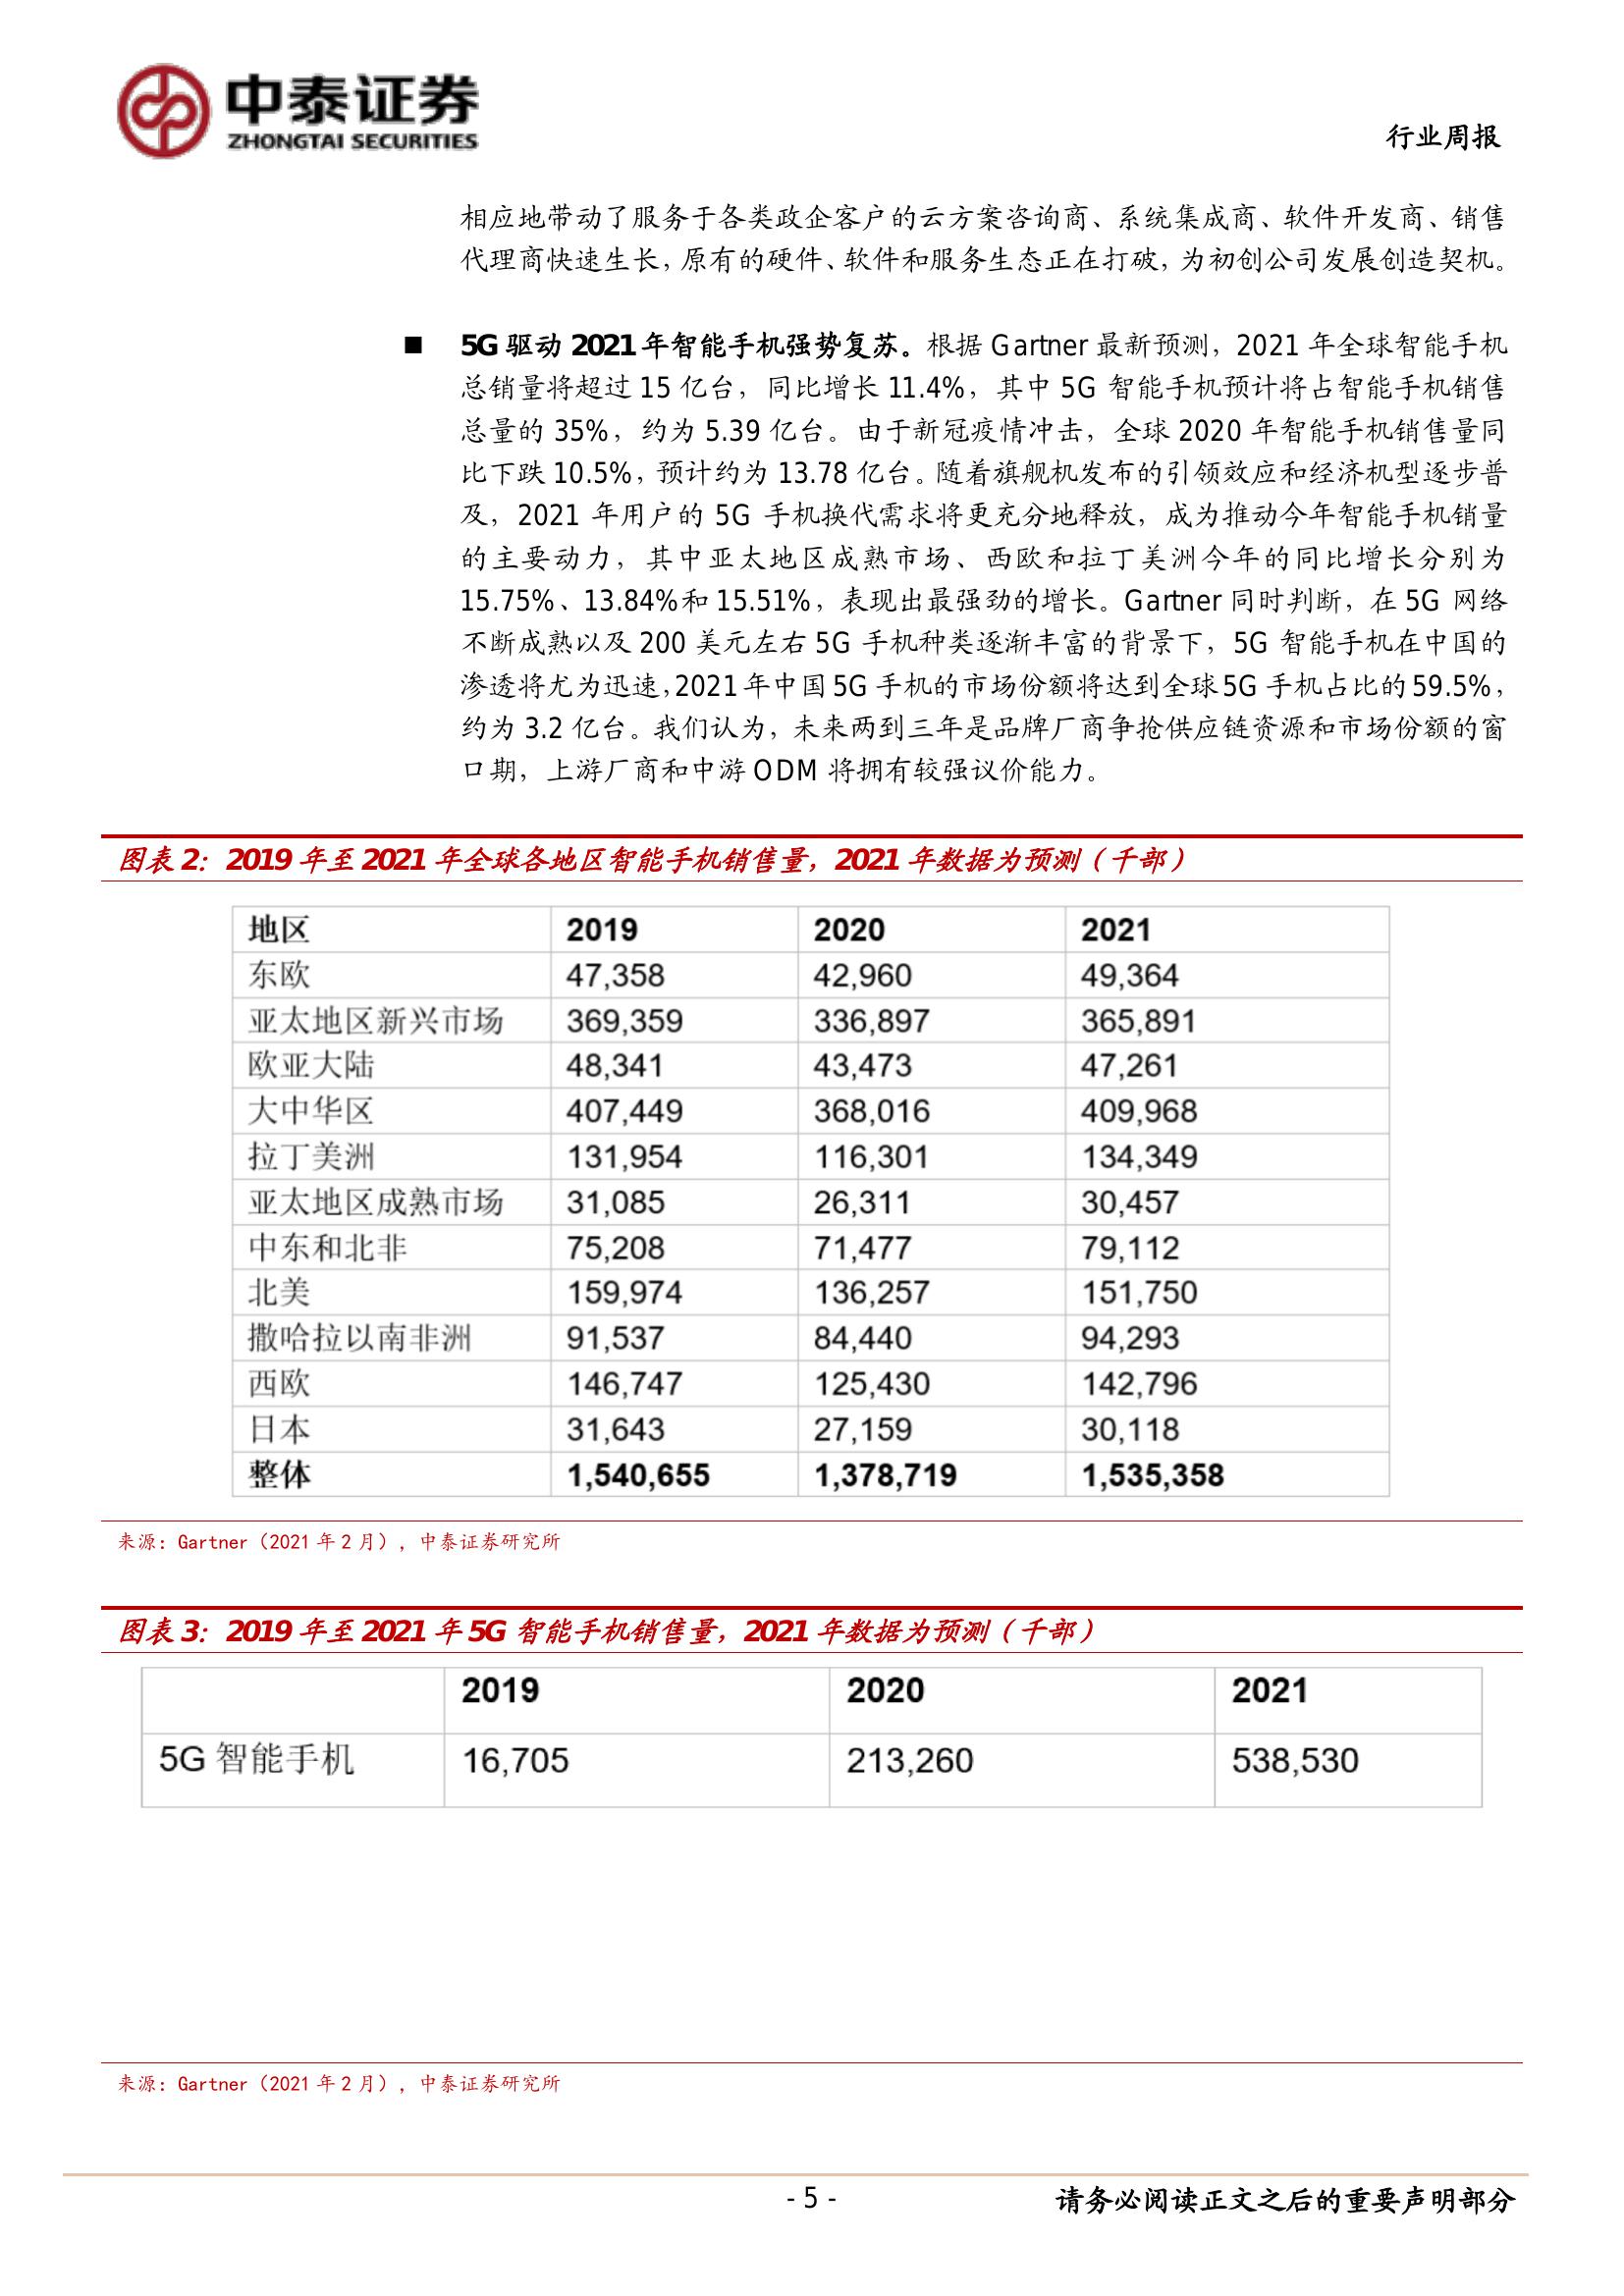 中泰证券
ZHONGTAI SECURITIES
行业周报
相应地带动了服务于各类政企客户的云方案咨询商、系统集成商、软件开发商、销售
代理商快速生长，原有的硬件、软件和服务生态正在打破，为初创公司发展创造契机。
■ 5G 驱动 2021 年智能手机强势复苏。根据 Gartner 最新预测，2021 年全球智能手机
总销量将超过 15 亿台，同比增长 11.4%，其中 5G 智能手机预计将占智能手机销售
总量的 35%，约为 5.39 亿台。由于新冠疫情冲击，全球 2020 年智能手机销售量同
比下跌 10.5%，预计约为 13.78 亿台。随着旗舰机发布的引领效应和经济机型逐步普
及，2021 年用户的 5G 手机换代需求将更充分地释放，成为推动今年智能手机销量
的主要动力，其中亚太地区成熟市场、西欧和拉丁美洲今年的同比增长分别为
15.75%、13.84%和 15.51%，表现出最强劲的增长。Gartner 同时判断，在 5G 网络
不断成熟以及 200 美元左右 5G 手机种类逐渐丰富的背景下，5G 智能手机在中国的
渗透将尤为迅速，2021 年中国 5G 手机的市场份额将达到全球 5G 手机占比的 59.5%，
约为 3.2 亿台。我们认为，未来两到三年是品牌厂商争抢供应链资源和市场份额的窗
口期，上游厂商和中游 ODM 将拥有较强议价能力。
图表 2：2019 年至 2021 年全球各地区智能手机销售量，2021 年数据为预测（千部）
地区 2019 2020 2021
东欧 47,358 42,960 49,364
亚太地区新兴市场 369,359 336,897 365,891
欧亚大陆 48,341 43,473 47,261
大中华区 407,449 368,016 409,968
拉丁美洲 131,954 116,301 134,349
亚太地区成熟市场 31,085 26,311 30,457
中东和北非 75,208 71,477 79,112
北美 159,974 136,257 151,750
撒哈拉以南非洲 91,537 84,440 94,293
西欧 146,747 125,430 142,796
日本 31,643 27,159 30,118
整体 1,540,655 1,378,719 1,535,358
来源：Gartner（2021 年 2 月），中泰证券研究所
图表 3：2019 年至 2021 年 5G 智能手机销售量，2021 年数据为预测（千部）
2019 2020 2021
5G 智能手机 16,705 213,260 538,530
来源：Gartner（2021 年 2 月），中泰证券研究所
- 5 -
请务必阅读正文之后的重要声明部分